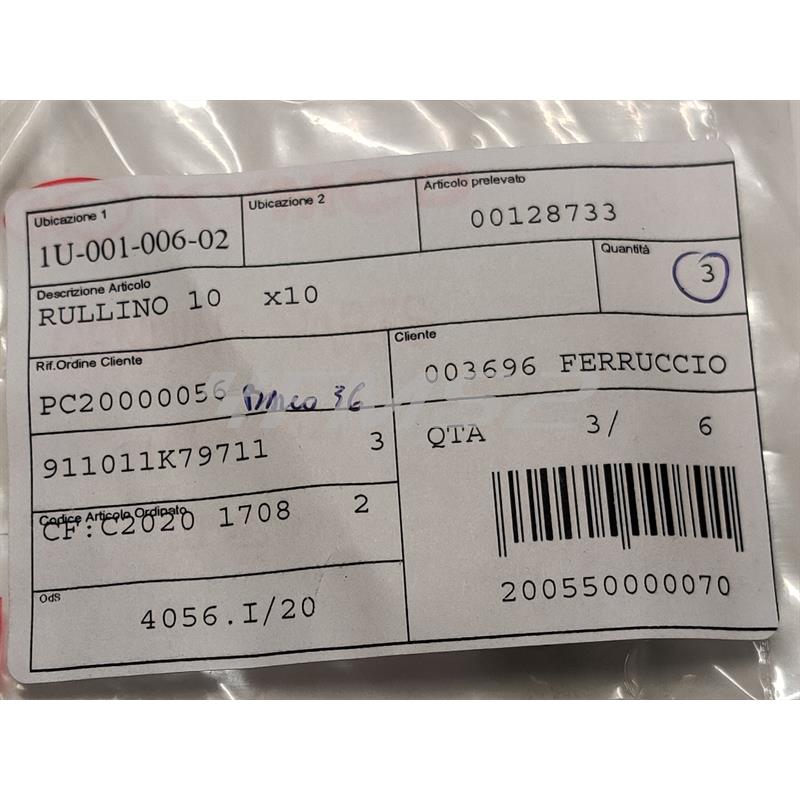 Ubicazione 1
1U-001-006-02
Ubicazione 2
Articolo prelevato
00128733
Descrizione Articolo
RULLINO 10 x10
Quantità
3
Rif.Ordine Cliente
PC20000056
Cliente
003696 FERRUCCIO
911011K79711 3
QTA 3/ 6
Codice Articolo Ordinato
CF:C2020 1708 2
OdS
4056.I/20
200550000070